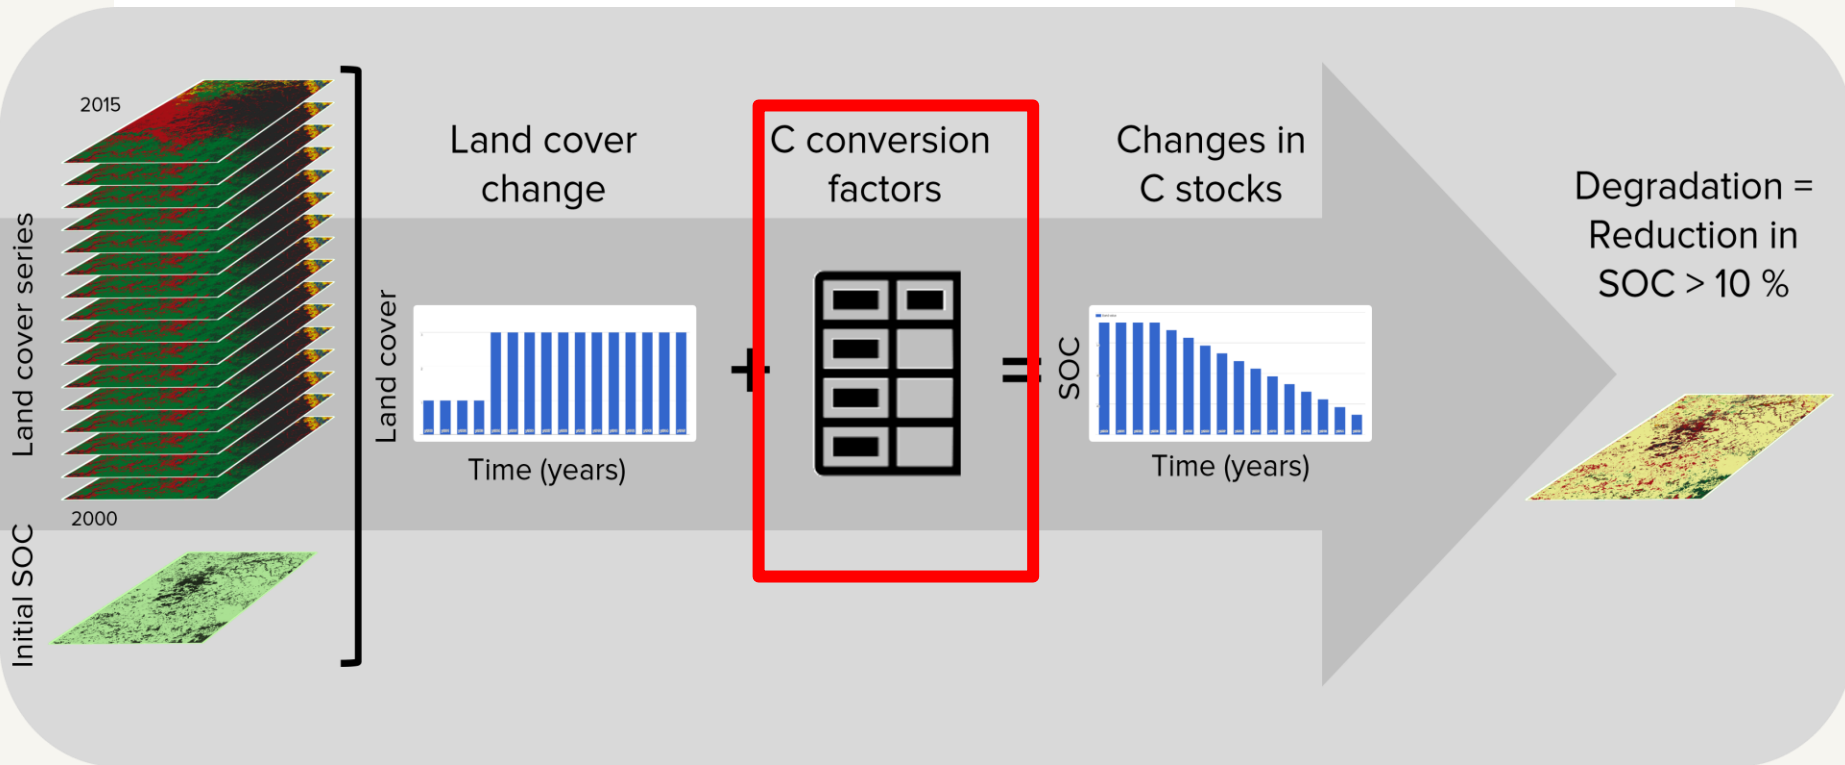 2015
Land cover series
2000
Initial SOC
Land cover
change
Land cover
Time (years)
+
C conversion
factors
=
Changes in
C stocks
SOC
Time (years)
Degradation =
Reduction in
SOC > 10 %